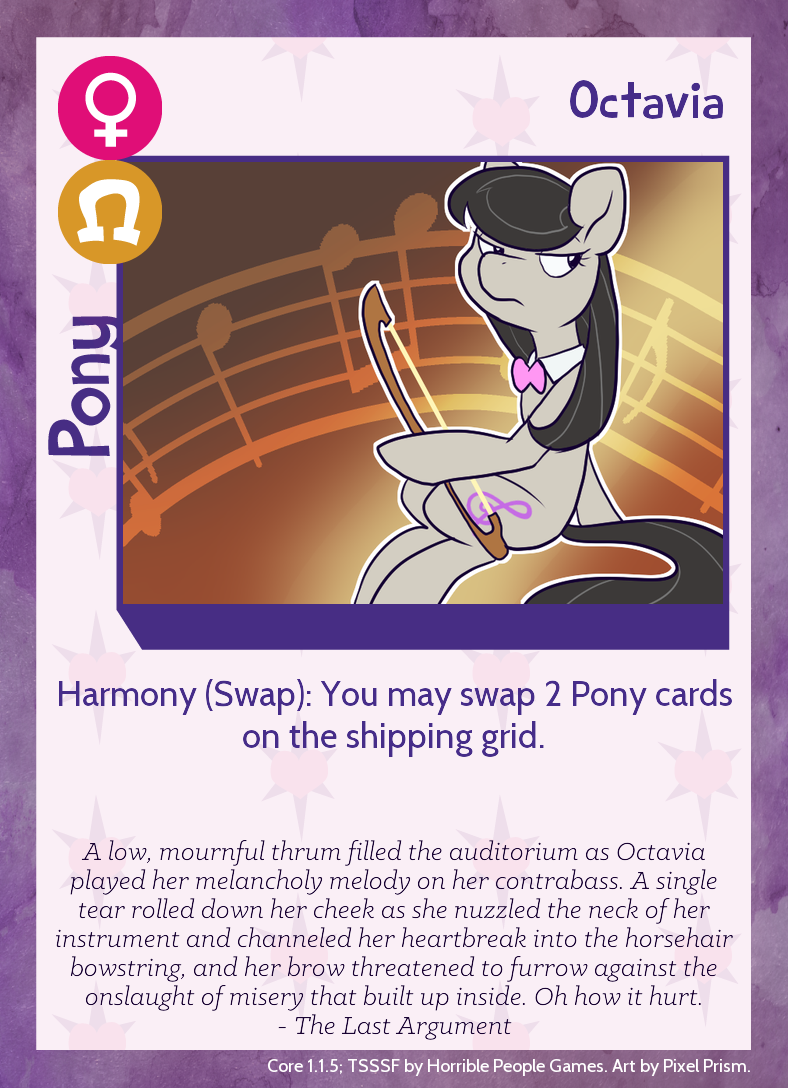 Octavia
Pony
Harmony (Swap): You may swap 2 Pony cards
on the shipping grid.
A low, mournful thrum filled the auditorium as Octavia
played her melancholy melody on her contrabass. A single
tear rolled down her cheek as she nuzzled the neck of her
instrument and channeled her heartbreak into the horsehair
bowstring, and her brow threatened to furrow against the
onslaught of misery that built up inside. Oh how it hurt.
- The Last Argument
Core 1.1.5; TSSSF by Horrible People Games. Art by Pixel Prism.